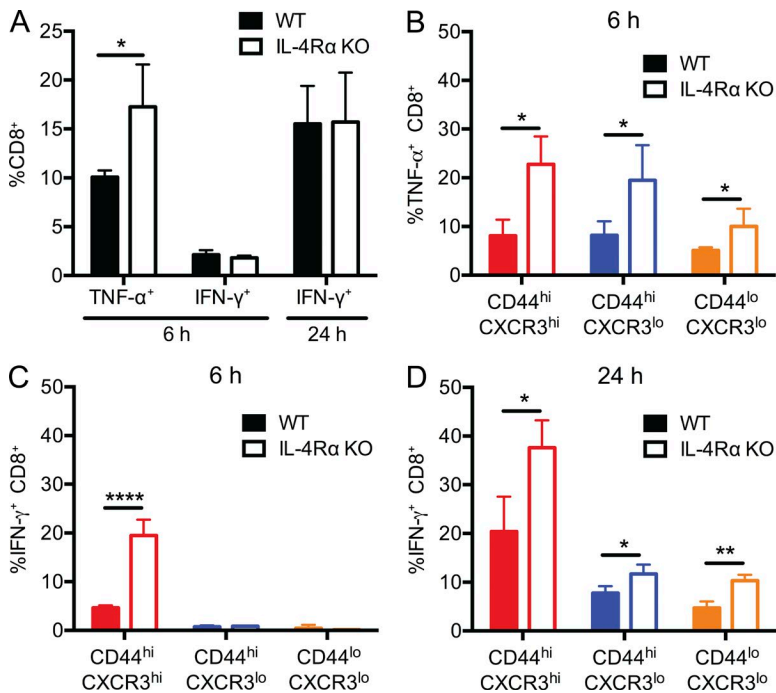 A
WT
IL-4Rα KO
*
25
20
15
10
5
0
%CD8⁺
TNF-α⁺ IFN-γ⁺ IFN-γ⁺
6 h 24 h
B
6 h
WT
IL-4Rα KO
50
40
30
20
10
0
%TNF-α⁺ CD8⁺
* * *
CD44ʰⁱ CD44ʰⁱ CD44ˡᵒ
CXCR3ʰⁱ CXCR3ˡᵒ CXCR3ˡᵒ
C
6 h
WT
IL-4Rα KO
50
40
30
20
10
0
%IFN-γ⁺ CD8⁺
****
CD44ʰⁱ CD44ʰⁱ CD44ˡᵒ
CXCR3ʰⁱ CXCR3ˡᵒ CXCR3ˡᵒ
D
24 h
WT
IL-4Rα KO
50
40
30
20
10
0
%IFN-γ⁺ CD8⁺
* * **
CD44ʰⁱ CD44ʰⁱ CD44ˡᵒ
CXCR3ʰⁱ CXCR3ˡᵒ CXCR3ˡᵒ